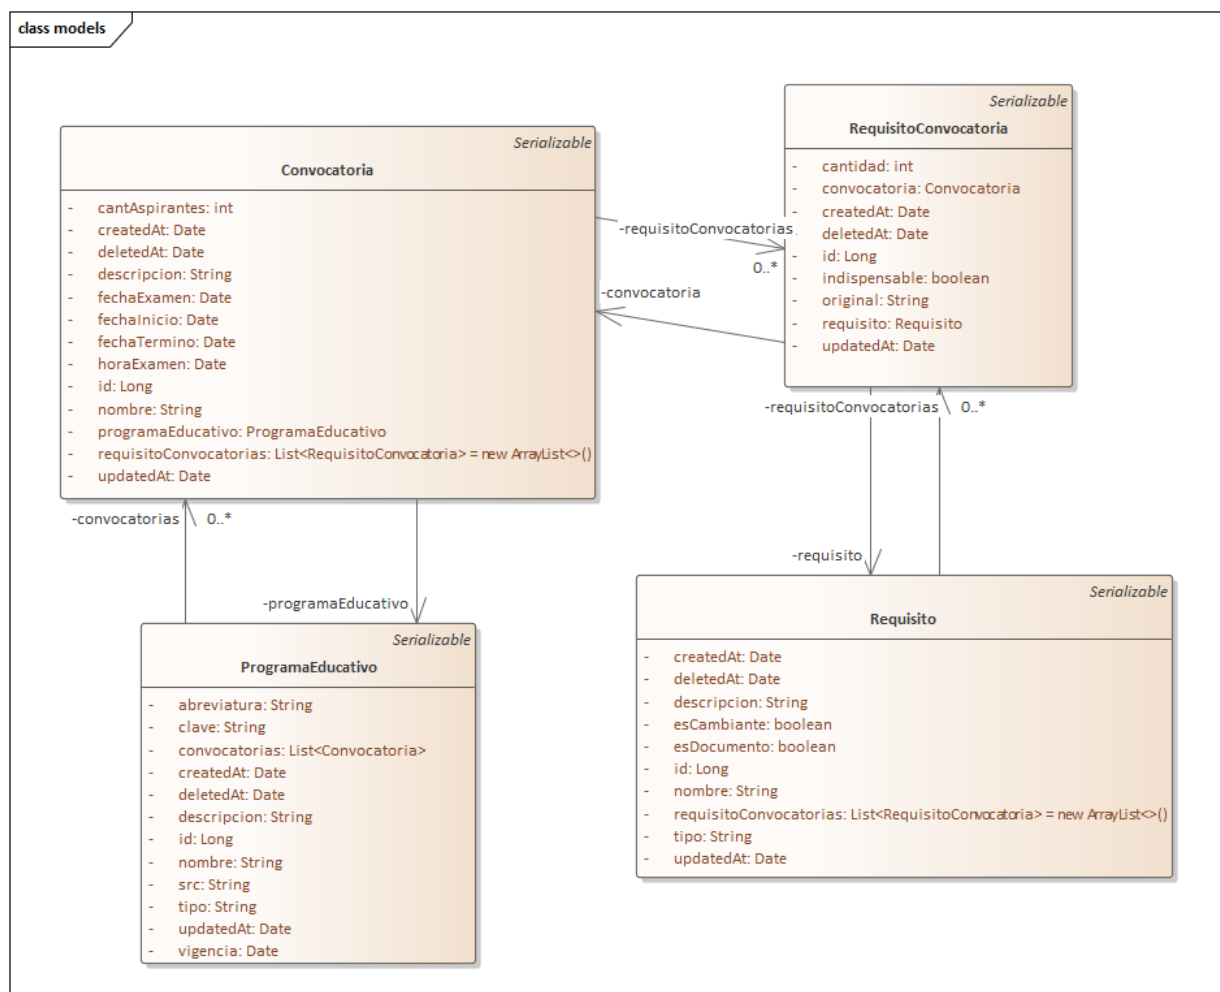 class models
Serializable
Convocatoria
- cantAspirantes: int
- createdAt: Date
- deletedAt: Date
- descripcion: String
- fechaExamen: Date
- fechaInicio: Date
- fechaTermino: Date
- horaExamen: Date
- id: Long
- nombre: String
- programaEducativo: ProgramaEducativo
- requisitoConvocatorias: List<RequisitoConvocatoria> = new ArrayList<>()
- updatedAt: Date
Serializable
RequisitoConvocatoria
- cantidad: int
- convocatoria: Convocatoria
- createdAt: Date
- deletedAt: Date
- id: Long
- indispensable: boolean
- original: String
- requisito: Requisito
- updatedAt: Date
-requisitoConvocatorias
0..*
-convocatoria
-requisitoConvocatorias
0..*
-convocatorias
0..*
-requisito
-programaEducativo
Serializable
ProgramaEducativo
- abreviatura: String
- clave: String
- convocatorias: List<Convocatoria>
- createdAt: Date
- deletedAt: Date
- descripcion: String
- id: Long
- nombre: String
- src: String
- tipo: String
- updatedAt: Date
- vigencia: Date
Serializable
Requisito
- createdAt: Date
- deletedAt: Date
- descripcion: String
- esCambiante: boolean
- esDocumento: boolean
- id: Long
- nombre: String
- requisitoConvocatorias: List<RequisitoConvocatoria> = new ArrayList<>()
- tipo: String
- updatedAt: Date